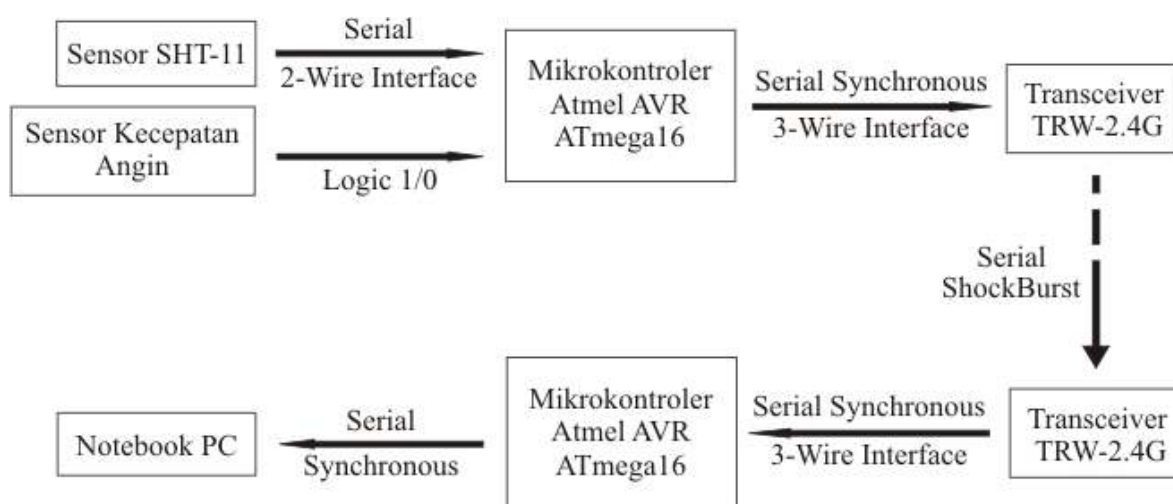 Sensor SHT-11
Serial
2-Wire Interface
Sensor Kecepatan
Angin
Logic 1/0
Mikrokontroler
Atmel AVR
ATmega16
Serial Synchronous
3-Wire Interface
Transceiver
TRW-2.4G
Serial
ShockBurst
Transceiver
TRW-2.4G
Serial Synchronous
3-Wire Interface
Mikrokontroler
Atmel AVR
ATmega16
Serial
Synchronous
Notebook PC